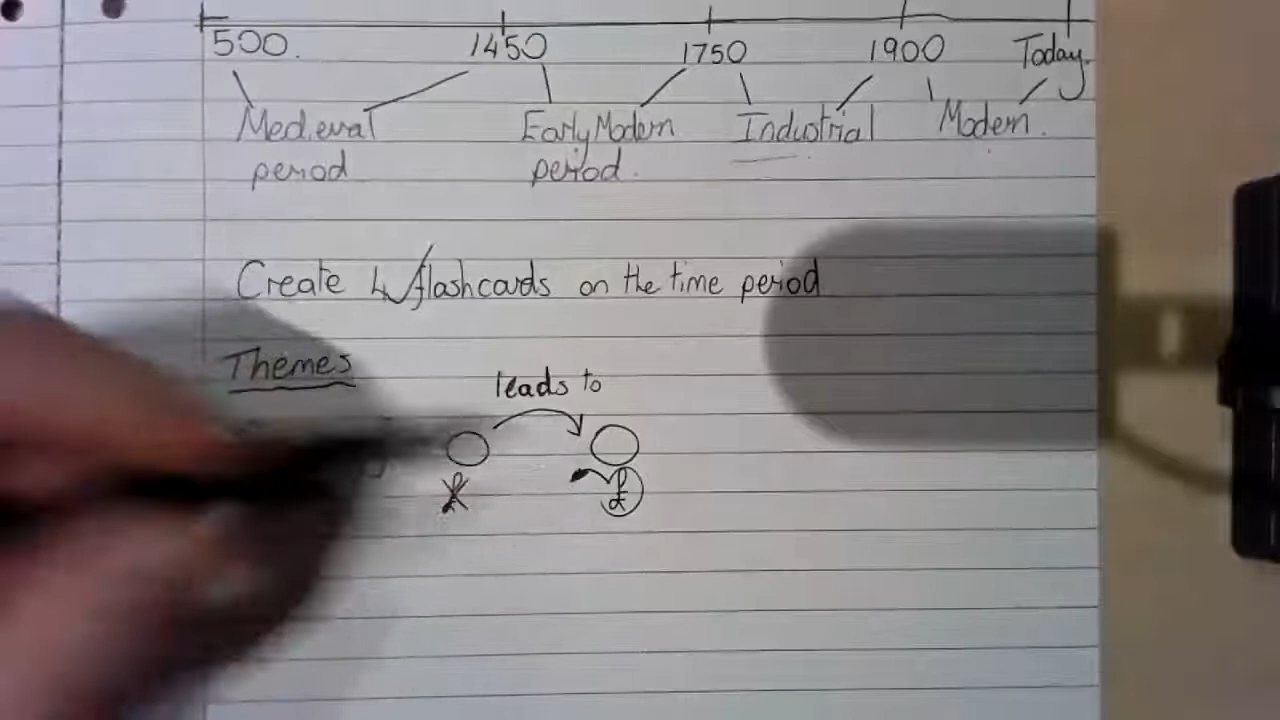 500. 1450 1750 1900 Today.
Medieval Early Modern Industrial Modern.
period period.
Create 4 flashcards on the time period
Themes
leads to
£